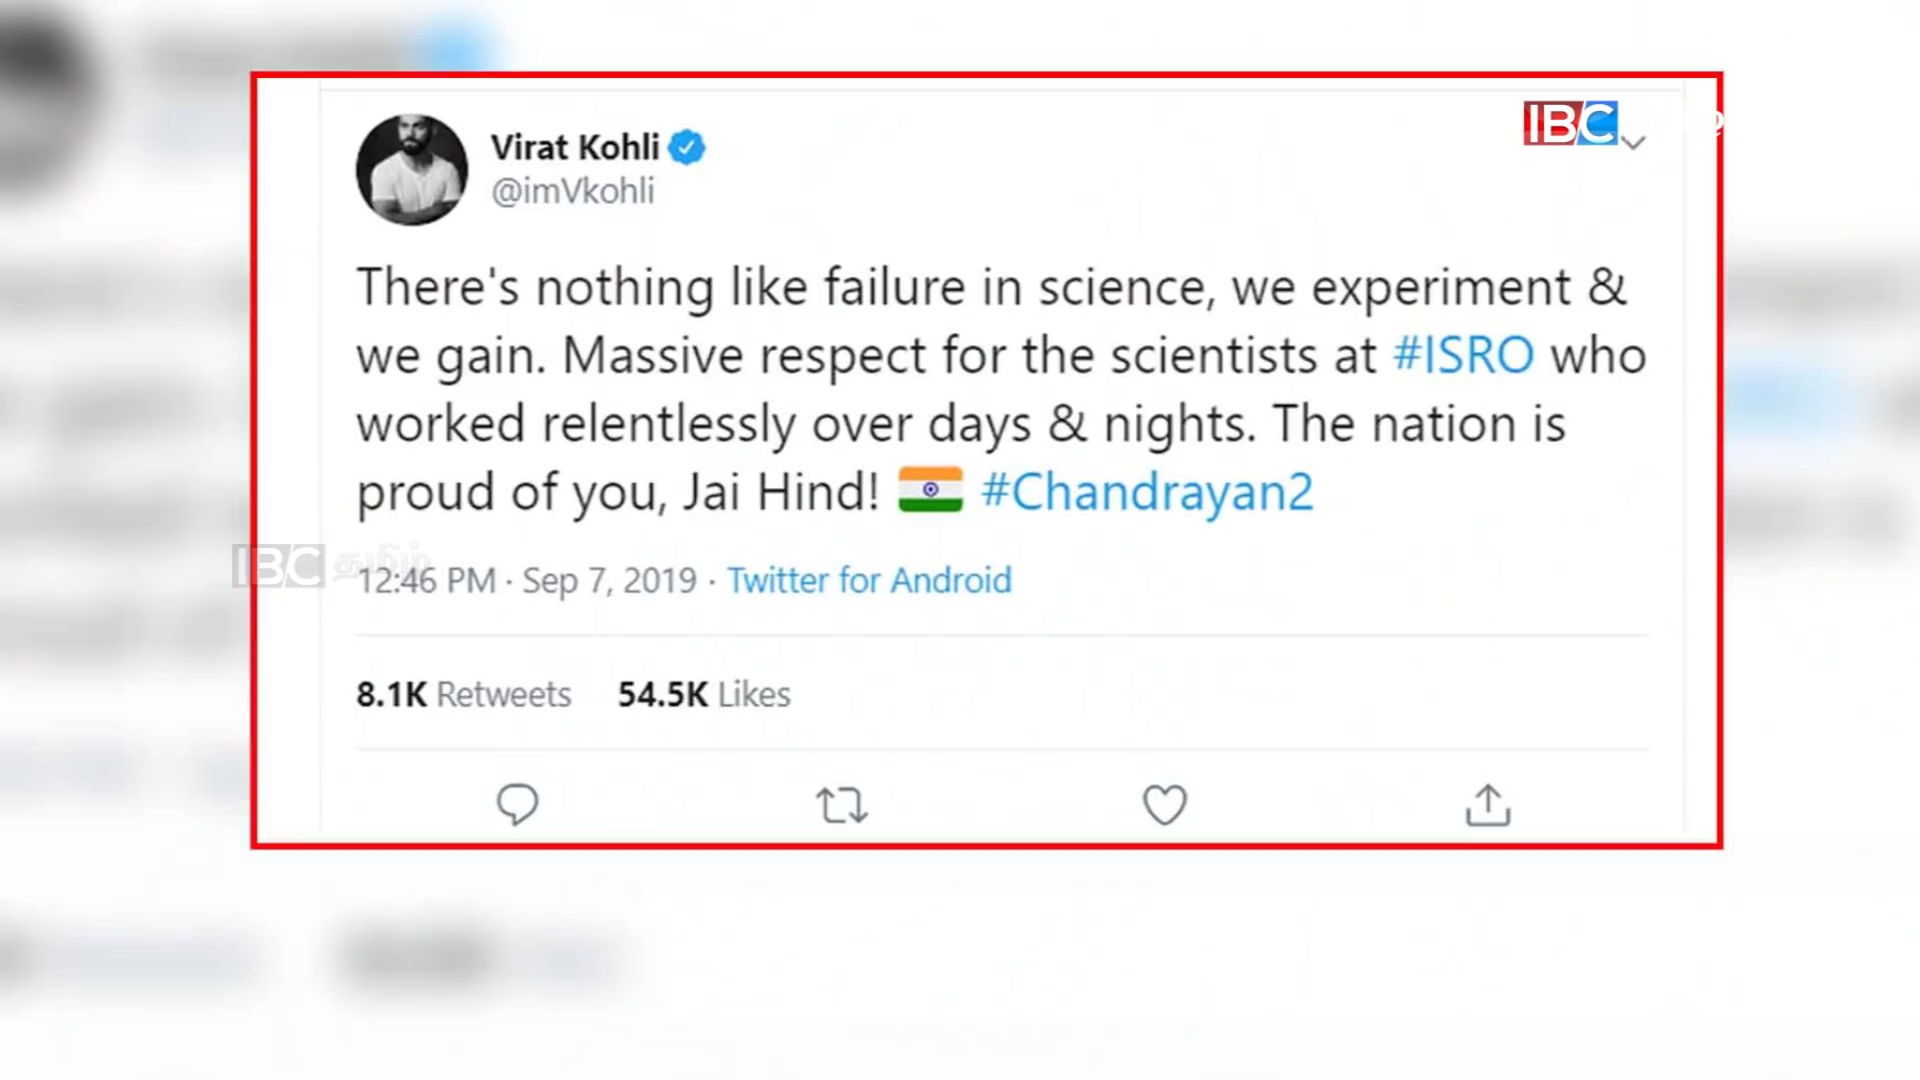 IBC
Virat Kohli
@imVkohli
There's nothing like failure in science, we experiment &
we gain. Massive respect for the scientists at #ISRO who
worked relentlessly over days & nights. The nation is
proud of you, Jai Hind! #Chandrayan2
IBC தமிழ்
12:46 PM · Sep 7, 2019 · Twitter for Android
8.1K Retweets 54.5K Likes